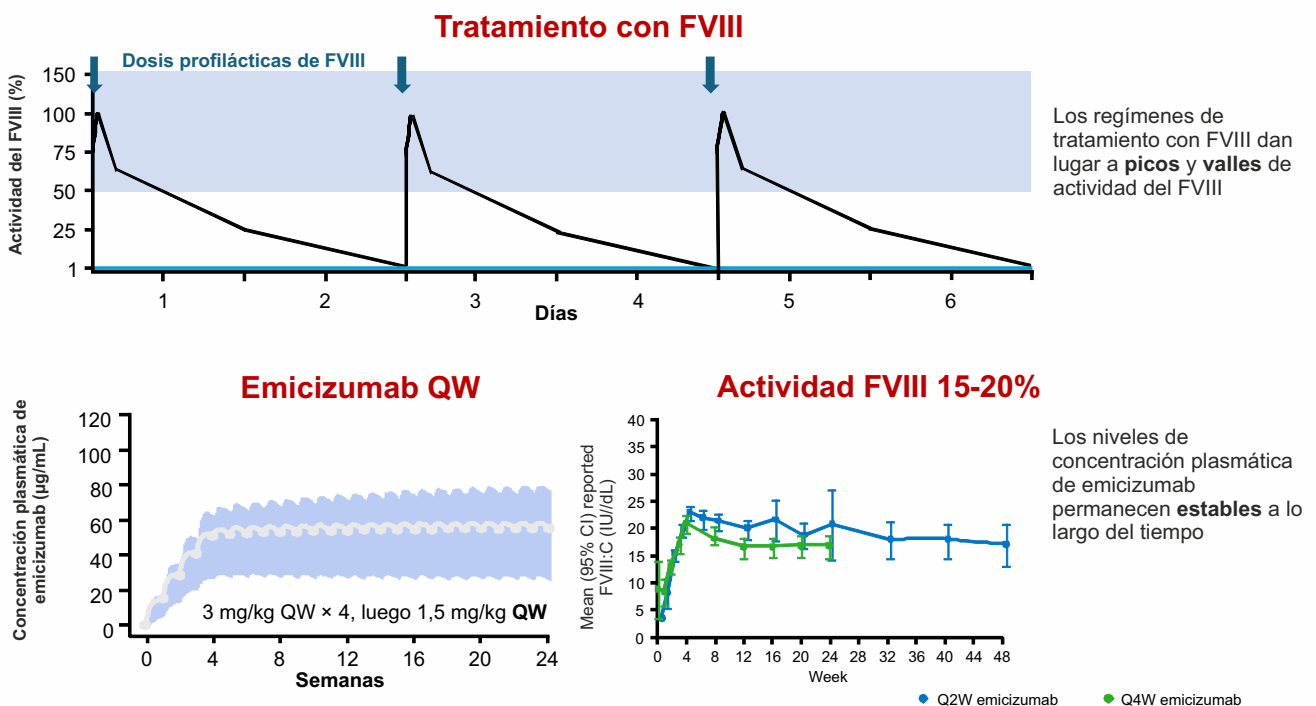 Tratamiento con FVIII
Dosis profilácticas de FVIII
Actividad del FVIII (%)
150
100
75
50
25
1
1 2 3 4 5 6
Días
Los regímenes de
tratamiento con FVIII dan
lugar a picos y valles de
actividad del FVIII
Emicizumab QW
Concentración plasmática de
emicizumab (µg/mL)
120
100
80
60
40
20
0
3 mg/kg QW × 4, luego 1,5 mg/kg QW
0 4 8 12 16 20 24
Semanas
Actividad FVIII 15-20%
Mean (95% CI) reported
FVIII:C (IU//dL)
40
35
30
25
20
15
10
5
0
0 4 8 12 16 20 24 28 32 36 40 44 48
Week
Q2W emicizumab
Q4W emicizumab
Los niveles de
concentración plasmática
de emicizumab
permanecen estables a lo
largo del tiempo